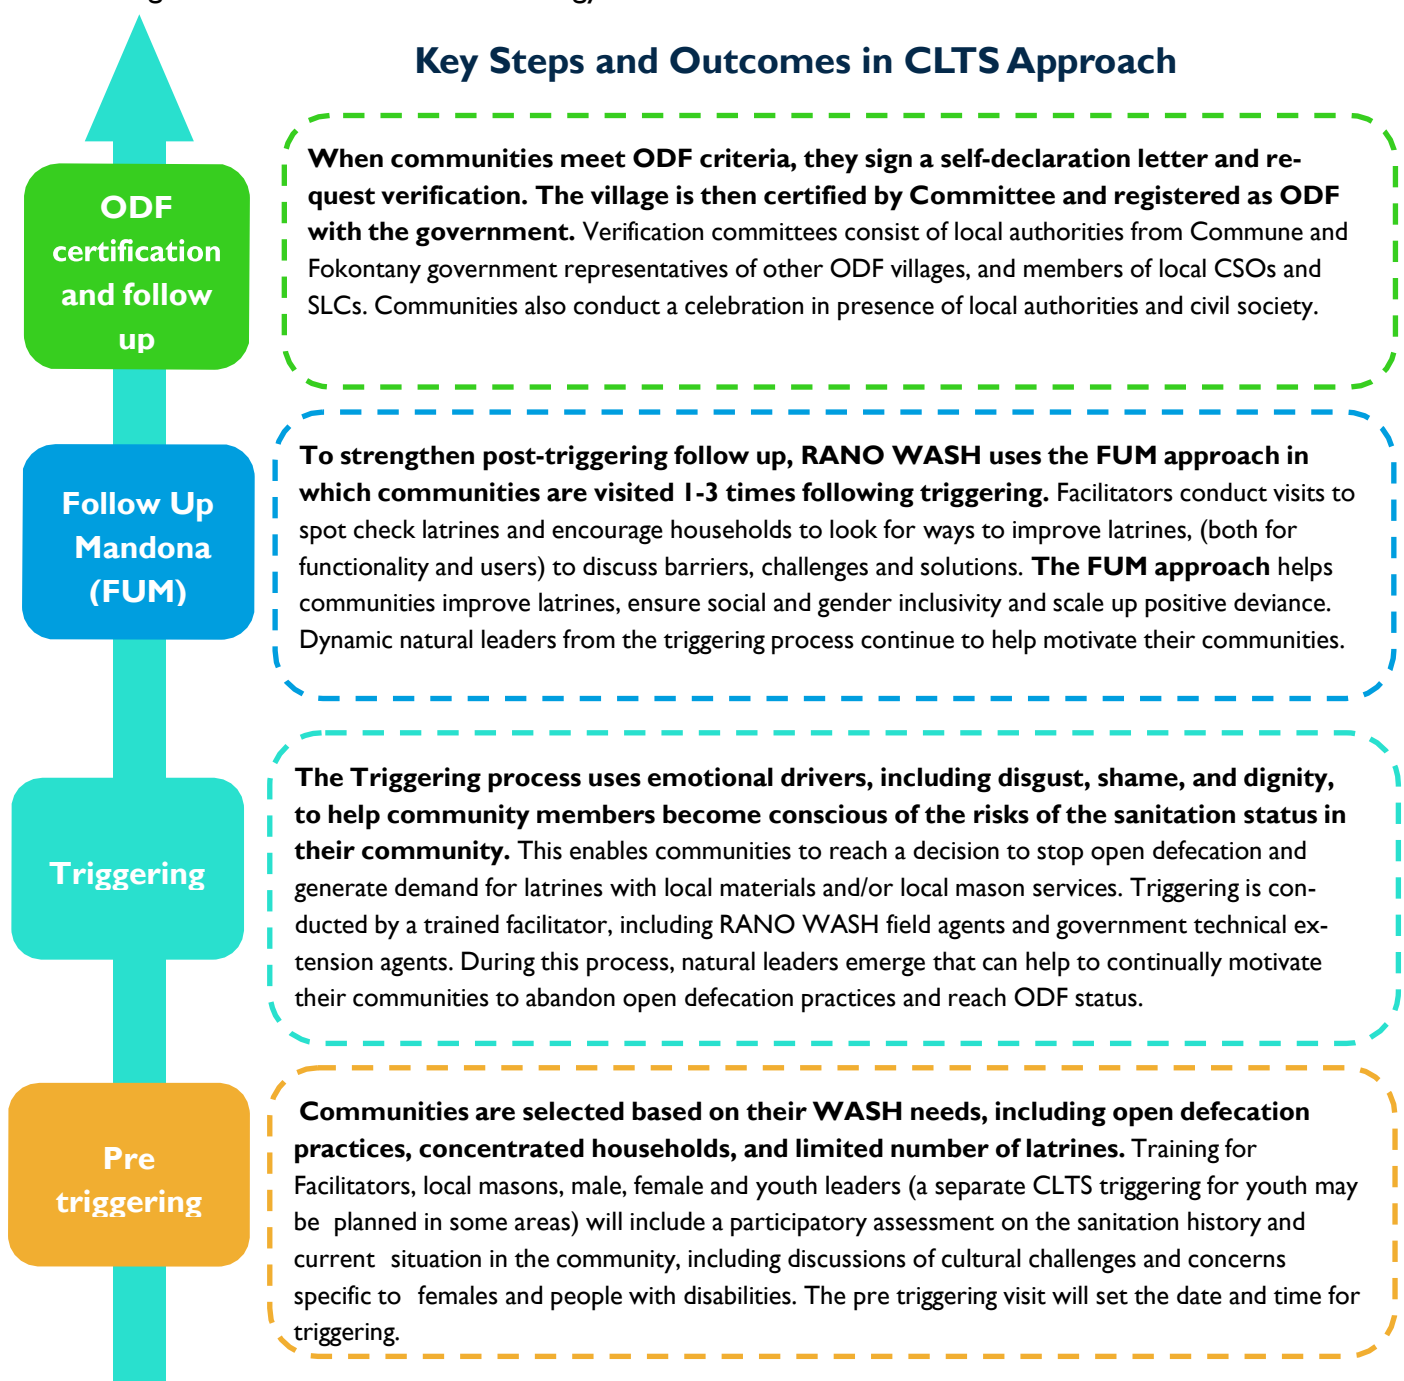 Key Steps and Outcomes in CLTS Approach
ODF
certification
and follow
up
When communities meet ODF criteria, they sign a self-declaration letter and re-
quest verification. The village is then certified by Committee and registered as ODF
with the government. Verification committees consist of local authorities from Commune and
Fokontany government representatives of other ODF villages, and members of local CSOs and
SLCs. Communities also conduct a celebration in presence of local authorities and civil society.
Follow Up
Mandona
(FUM)
To strengthen post-triggering follow up, RANO WASH uses the FUM approach in
which communities are visited 1-3 times following triggering. Facilitators conduct visits to
spot check latrines and encourage households to look for ways to improve latrines, (both for
functionality and users) to discuss barriers, challenges and solutions. The FUM approach helps
communities improve latrines, ensure social and gender inclusivity and scale up positive deviance.
Dynamic natural leaders from the triggering process continue to help motivate their communities.
Triggering
The Triggering process uses emotional drivers, including disgust, shame, and dignity,
to help community members become conscious of the risks of the sanitation status in
their community. This enables communities to reach a decision to stop open defecation and
generate demand for latrines with local materials and/or local mason services. Triggering is con-
ducted by a trained facilitator, including RANO WASH field agents and government technical ex-
tension agents. During this process, natural leaders emerge that can help to continually motivate
their communities to abandon open defecation practices and reach ODF status.
Pre
triggering
Communities are selected based on their WASH needs, including open defecation
practices, concentrated households, and limited number of latrines. Training for
Facilitators, local masons, male, female and youth leaders (a separate CLTS triggering for youth may
be planned in some areas) will include a participatory assessment on the sanitation history and
current situation in the community, including discussions of cultural challenges and concerns
specific to females and people with disabilities. The pre triggering visit will set the date and time for
triggering.